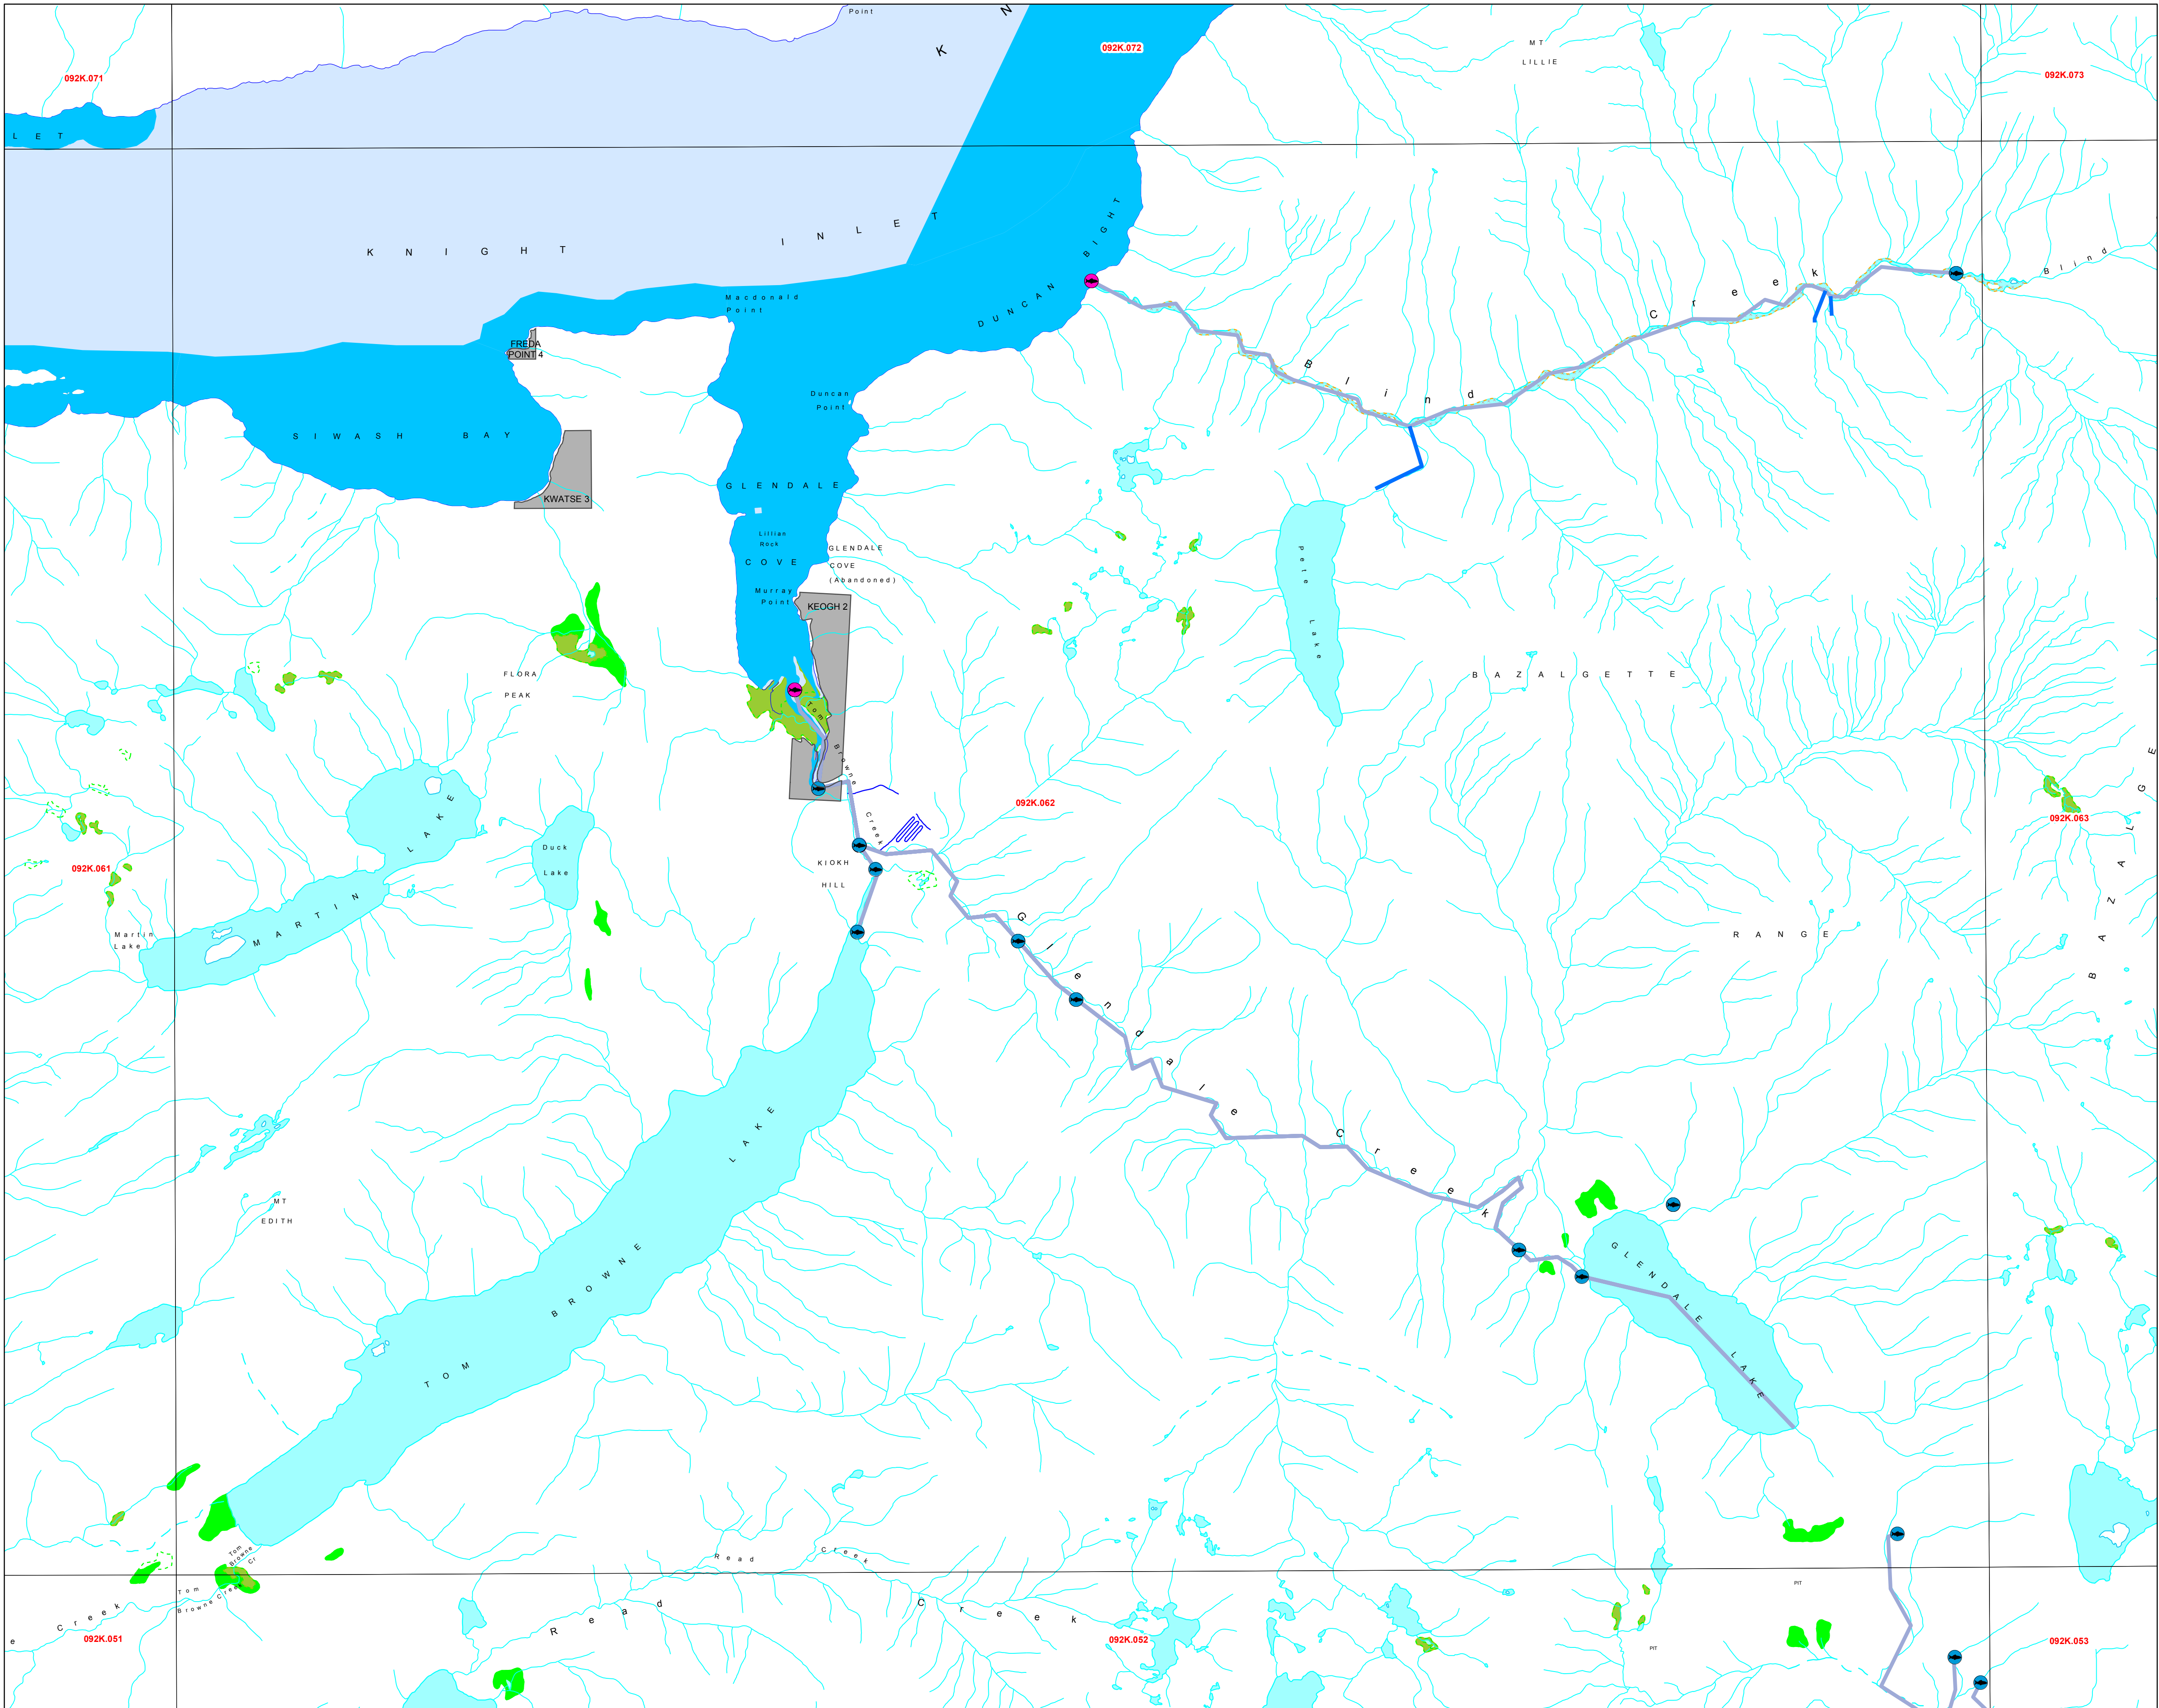 Point
K N
092K.072
MT
LILLIE
092K.071
092K.073
LET
KNIGHT INLET
DUNCAN BIGHT
Blind
Creek
Blind
Macdonald
Point
FREDA
POINT 4
Duncan
Point
SIWASH BAY
GLENDALE
KWATSE 3
Lillian
Rock
COVE
GLENDALE
COVE
(Abandoned)
Murray
Point
KEOGH 2
Pete Lake
FLORA
PEAK
BAZALGETTE
Tom
Browne
Creek
BAZALGE
092K.062
092K.063
MARTIN LAKE
Duck
Lake
092K.061
KIOKH
HILL
Martin
Lake
RANGE
Glendale
Creek
MT
EDITH
TOM BROWNE LAKE
GLENDALE LAKE
Tom
Browne
Cr
Read Creek
Tom
Browne Creek
PIT
e Creek
Read Creek
092K.051
092K.052
092K.053
PIT